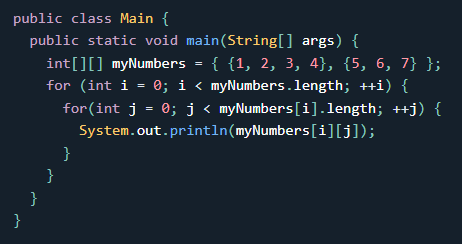 public class Main {
  public static void main(String[] args) {
    int[][] myNumbers = { {1, 2, 3, 4}, {5, 6, 7} };
    for (int i = 0; i < myNumbers.length; ++i) {
      for(int j = 0; j < myNumbers[i].length; ++j) {
        System.out.println(myNumbers[i][j]);
      }
    }
  }
}